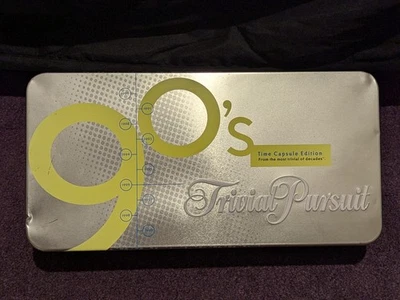 90's
Time Capsule Edition
From the most trivial of decades
Trivial Pursuit